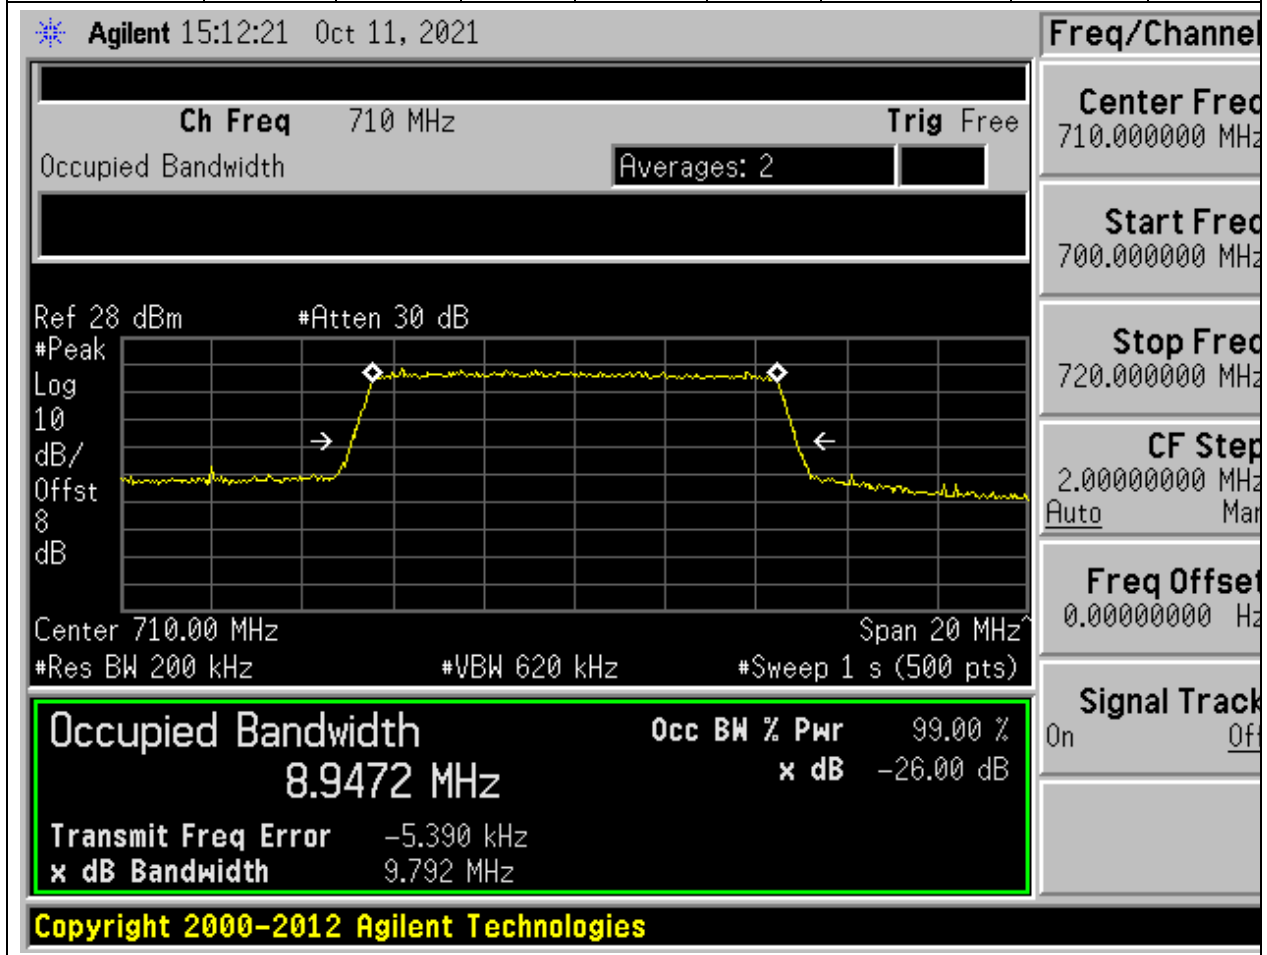 Agilent 15:12:21 Oct 11, 2021
Freq/Channel
Ch Freq 710 MHz Trig Free
Occupied Bandwidth Averages: 2
Ref 28 dBm #Atten 30 dB
#Peak
Log
10
dB/
Offst
8
dB
Center 710.00 MHz Span 20 MHz^
#Res BW 200 kHz #VBW 620 kHz #Sweep 1 s (500 pts)
Occupied Bandwidth Occ BW % Pwr 99.00 %
8.9472 MHz x dB -26.00 dB
Transmit Freq Error -5.390 kHz
x dB Bandwidth 9.792 MHz
Center Freq
710.000000 MHz
Start Freq
700.000000 MHz
Stop Freq
720.000000 MHz
CF Step
2.00000000 MHz
Auto Man
Freq Offset
0.00000000 Hz
Signal Track
On Off
Copyright 2000-2012 Agilent Technologies